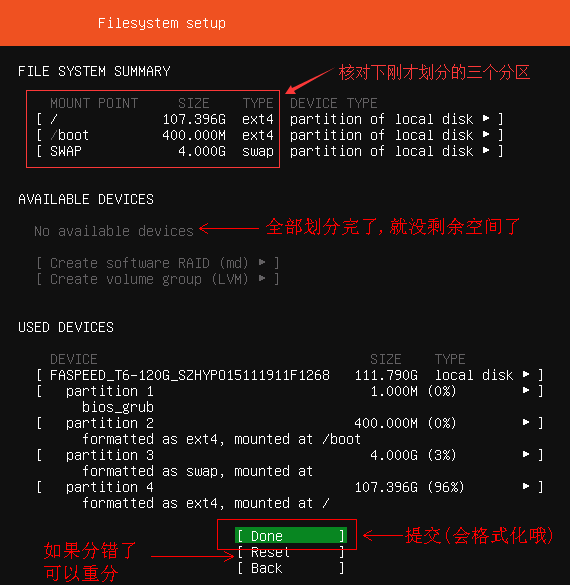 Filesystem setup
FILE SYSTEM SUMMARY
核对下刚才划分的三个分区
MOUNT POINT SIZE TYPE DEVICE TYPE
[ / 107.396G ext4 partition of local disk ▸ ]
[ /boot 400.000M ext4 partition of local disk ▸ ]
[ SWAP 4.000G swap partition of local disk ▸ ]
AVAILABLE DEVICES
No available devices
全部划分完了,就没剩余空间了
[ Create software RAID (md) ▸ ]
[ Create volume group (LVM) ▸ ]
USED DEVICES
DEVICE SIZE TYPE
[ FASPEED_T6-120G_SZHYP015111911F1268 111.790G local disk ▸ ]
[ partition 1 1.000M (0%) ▸ ]
bios_grub
[ partition 2 400.000M (0%) ▸ ]
formatted as ext4, mounted at /boot
[ partition 3 4.000G (3%) ▸ ]
formatted as swap, mounted at
[ partition 4 107.396G (96%) ▸ ]
formatted as ext4, mounted at /
[ Done ]
提交(会格式化哦)
如果分错了
可以重分
[ Reset ]
[ Back ]